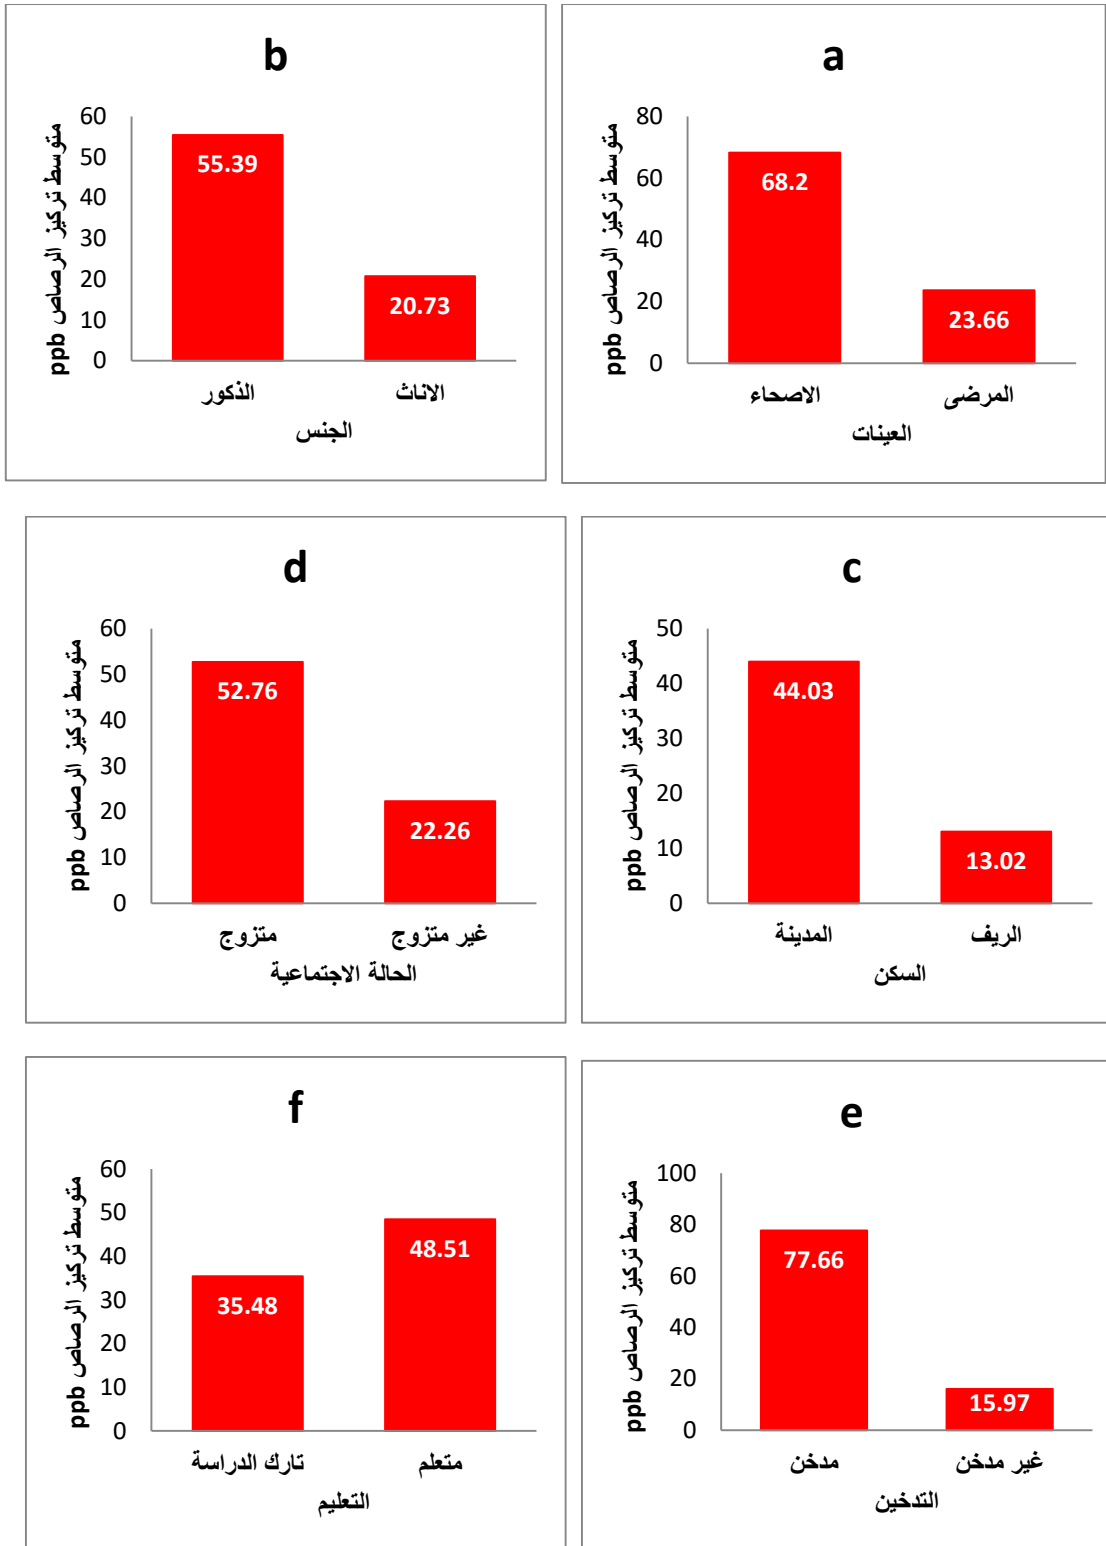 a
متوسط تركيز الرصاص ppb
80
60
40
20
0
68.2
23.66
الاصحاء
المرضى
العينات
b
متوسط تركيز الرصاص ppb
60
50
40
30
20
10
0
55.39
20.73
الذكور
الاناث
الجنس
c
متوسط تركيز الرصاص ppb
50
40
30
20
10
0
44.03
13.02
المدينة
الريف
السكن
d
متوسط تركيز الرصاص ppb
60
50
40
30
20
10
0
52.76
22.26
متزوج
غير متزوج
الحالة الاجتماعية
e
متوسط تركيز الرصاص ppb
100
80
60
40
20
0
77.66
15.97
مدخن
غير مدخن
التدخين
f
متوسط تركيز الرصاص ppb
60
50
40
30
20
10
0
35.48
48.51
تارك الدراسة
متعلم
التعليم